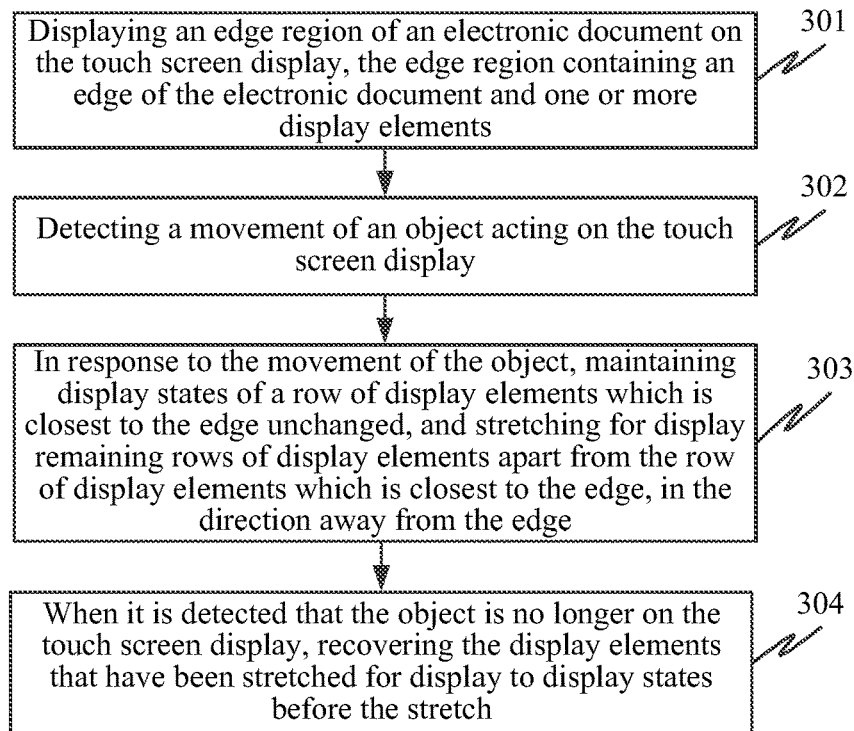 Displaying an edge region of an electronic document on
the touch screen display, the edge region containing an
edge of the electronic document and one or more
display elements
301
Detecting a movement of an object acting on the touch
screen display
302
In response to the movement of the object, maintaining
display states of a row of display elements which is
closest to the edge unchanged, and stretching for display
remaining rows of display elements apart from the row
of display elements which is closest to the edge, in the
direction away from the edge
303
When it is detected that the object is no longer on the
touch screen display, recovering the display elements
that have been stretched for display to display states
before the stretch
304